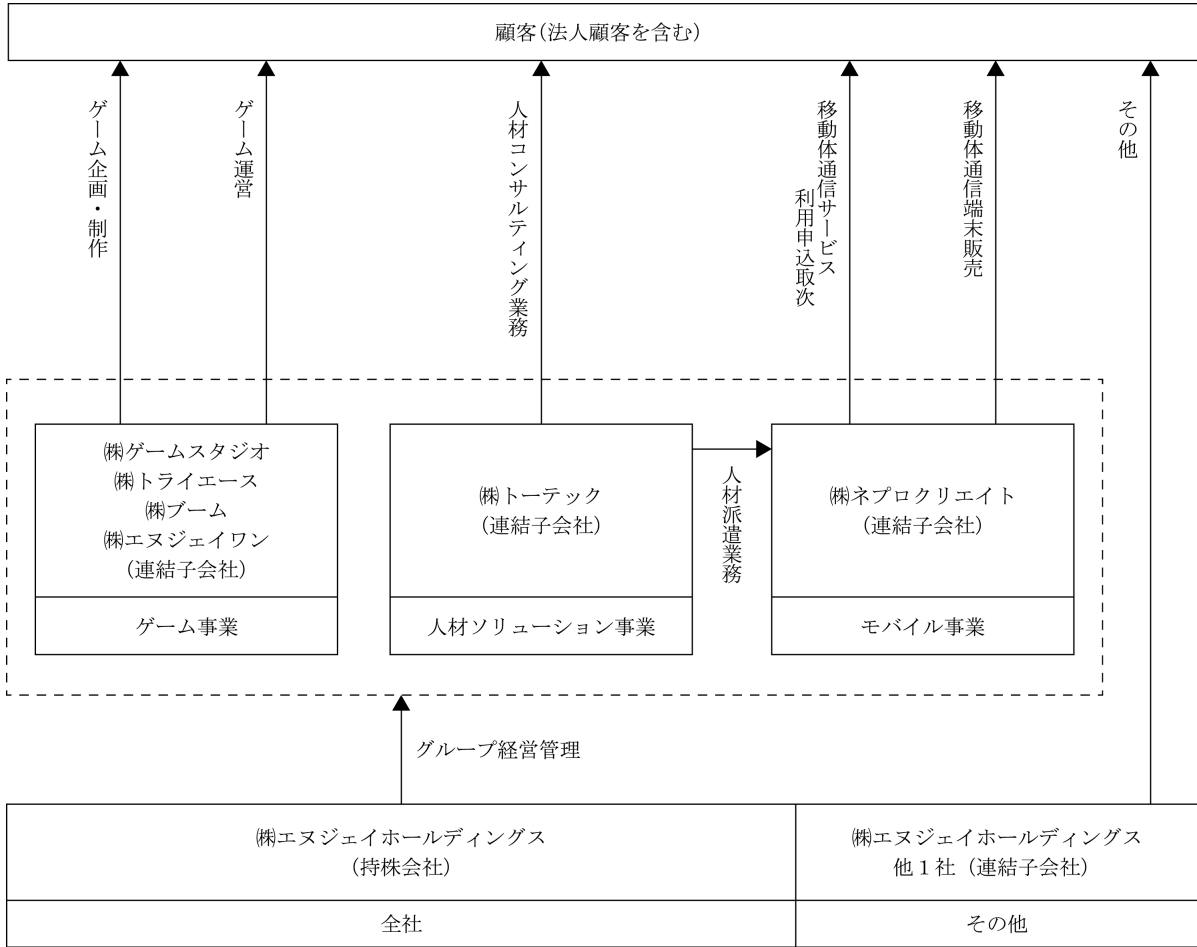 顧客(法人顧客を含む)
ゲーム企画・制作
ゲーム運営
人材コンサルティング業務
移動体通信サービス
利用申込取次
移動体通信端末販売
その他
㈱ゲームスタジオ
㈱トライエース
㈱ブーム
㈱エヌジェイワン
(連結子会社)
ゲーム事業
㈱トーテック
(連結子会社)
人材ソリューション事業
人材派遣業務
㈱ネプロクリエイト
(連結子会社)
モバイル事業
グループ経営管理
㈱エヌジェイホールディングス
(持株会社)
全社
㈱エヌジェイホールディングス
他1社(連結子会社)
その他